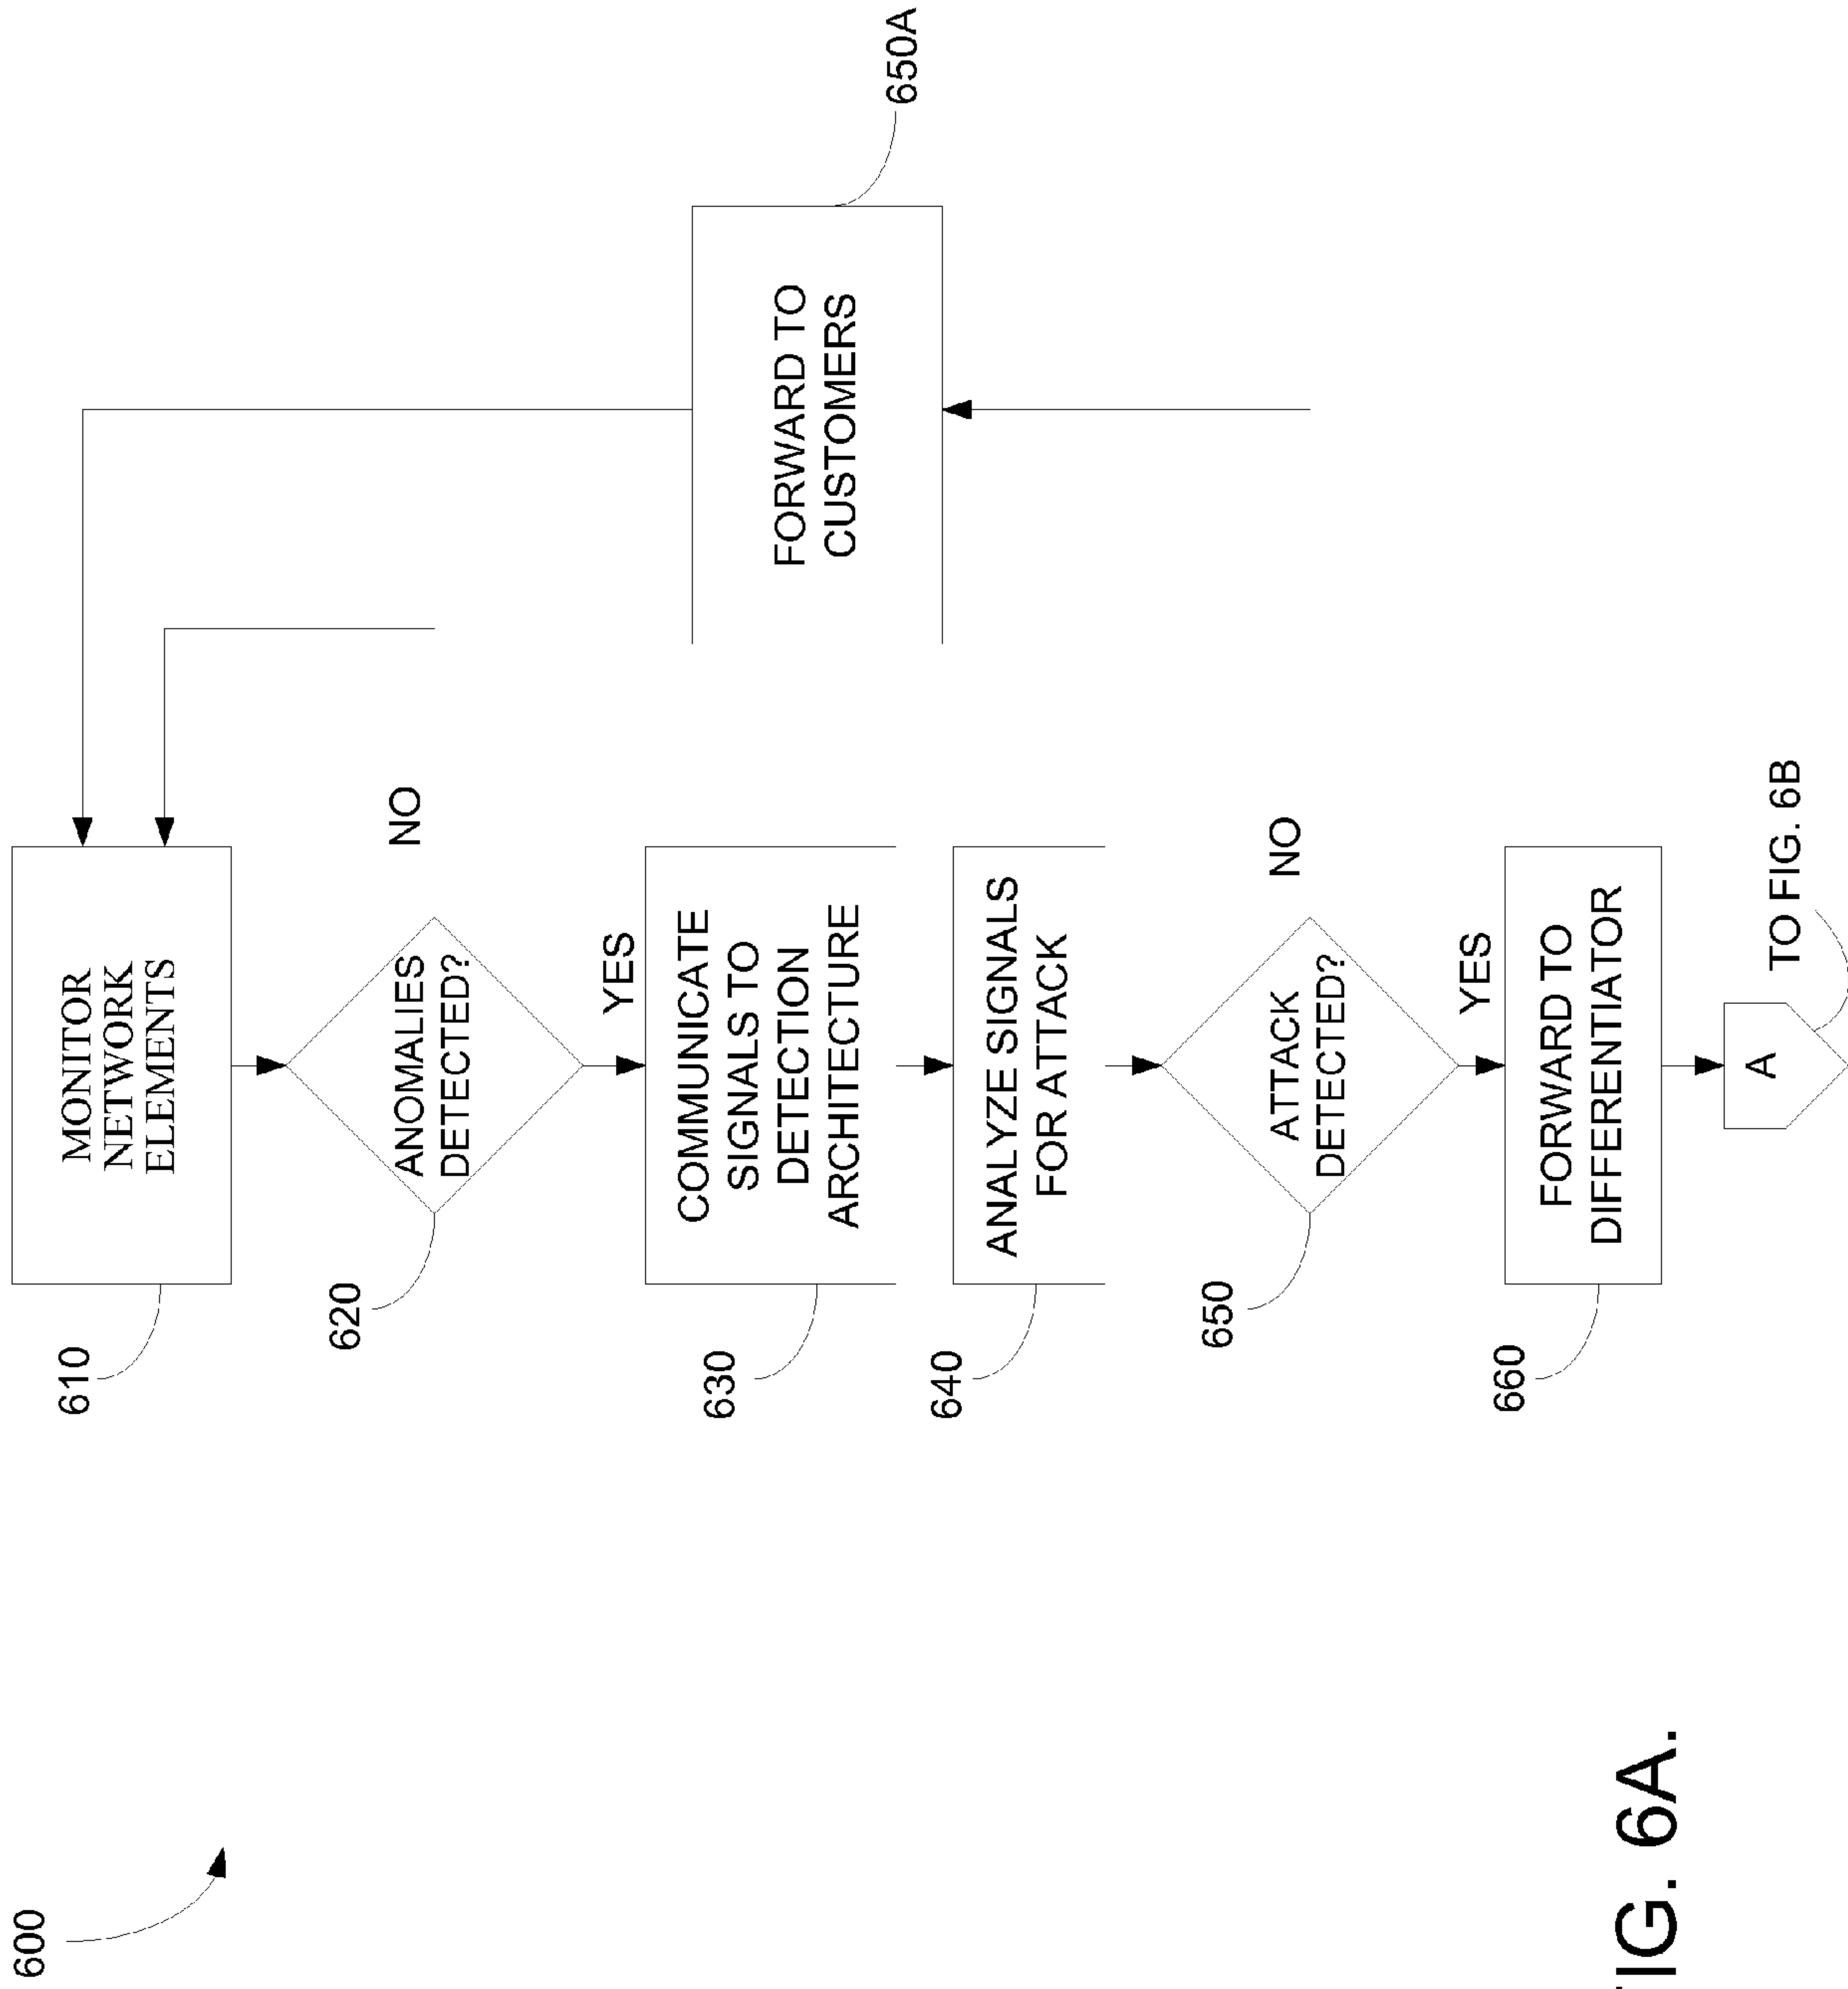 600
610
MONITOR
NETWORK
ELEMENTS
620
ANOMALIES
DETECTED?
NO
YES
630
COMMUNICATE
SIGNALS TO
DETECTION
ARCHITECTURE
FORWARD TO
CUSTOMERS
650A
640
ANALYZE SIGNALS
FOR ATTACK
650
ATTACK
DETECTED?
NO
YES
660
FORWARD TO
DIFFERENTIATOR
A
TO FIG. 6B
FIG. 6A.